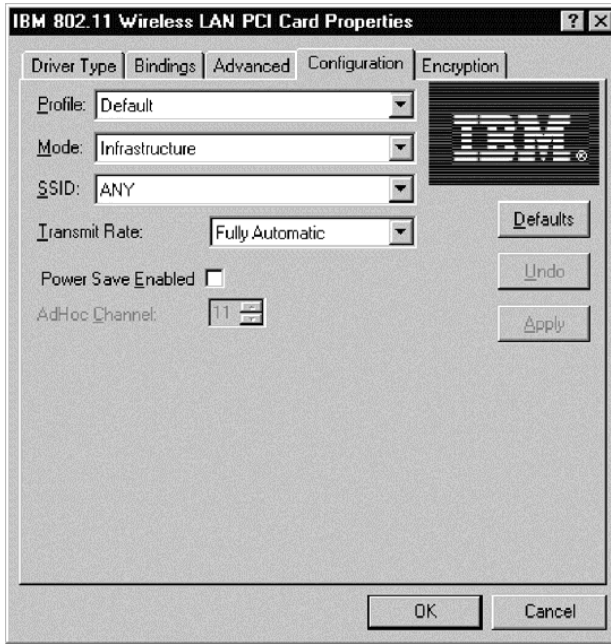 IBM 802.11 Wireless LAN PCI Card Properties ? ×
Driver Type Bindings Advanced Configuration Encryption
Profile: Default
IBM®
Mode: Infrastructure
SSID: ANY
Transmit Rate: Fully Automatic
Defaults
Power Save Enabled
Undo
AdHoc Channel: 11
Apply
OK Cancel